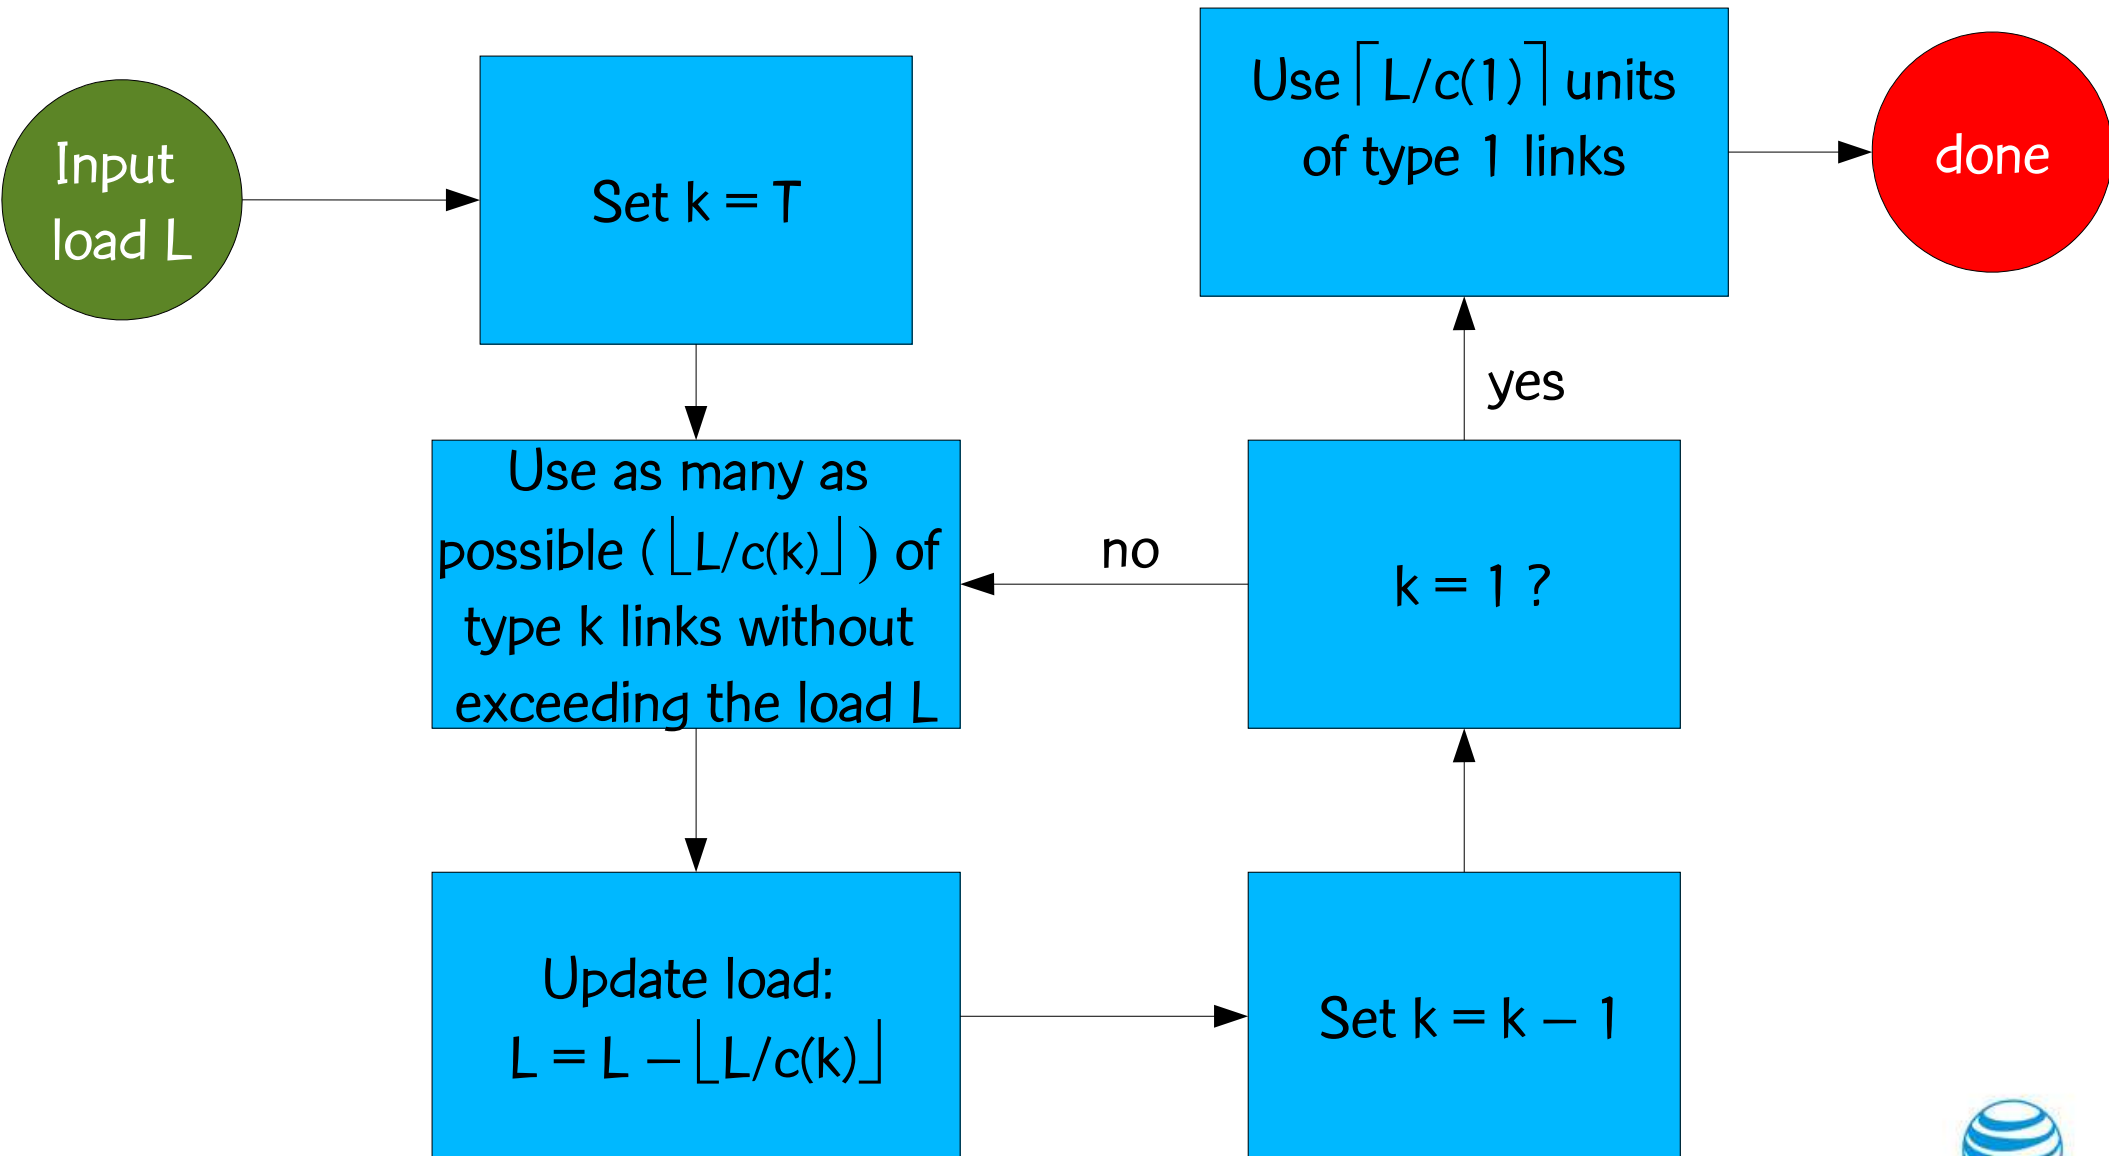 Input
load L
Set k = T
Use as many as
possible ( ⌊L/c(k)⌋ ) of
type k links without
exceeding the load L
Update load:
L = L – ⌊L/c(k)⌋
Set k = k – 1
k = 1 ?
no
yes
Use ⌈L/c(1)⌉ units
of type 1 links
done